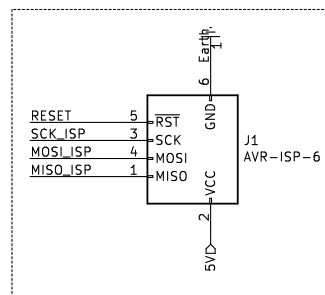 Earth
1
6
RESET 5 RST GND
SCK_ISP 3 SCK
MOSI_ISP 4 MOSI
MISO_ISP 1 MISO
VCC
J1
AVR-ISP-6
2
5V